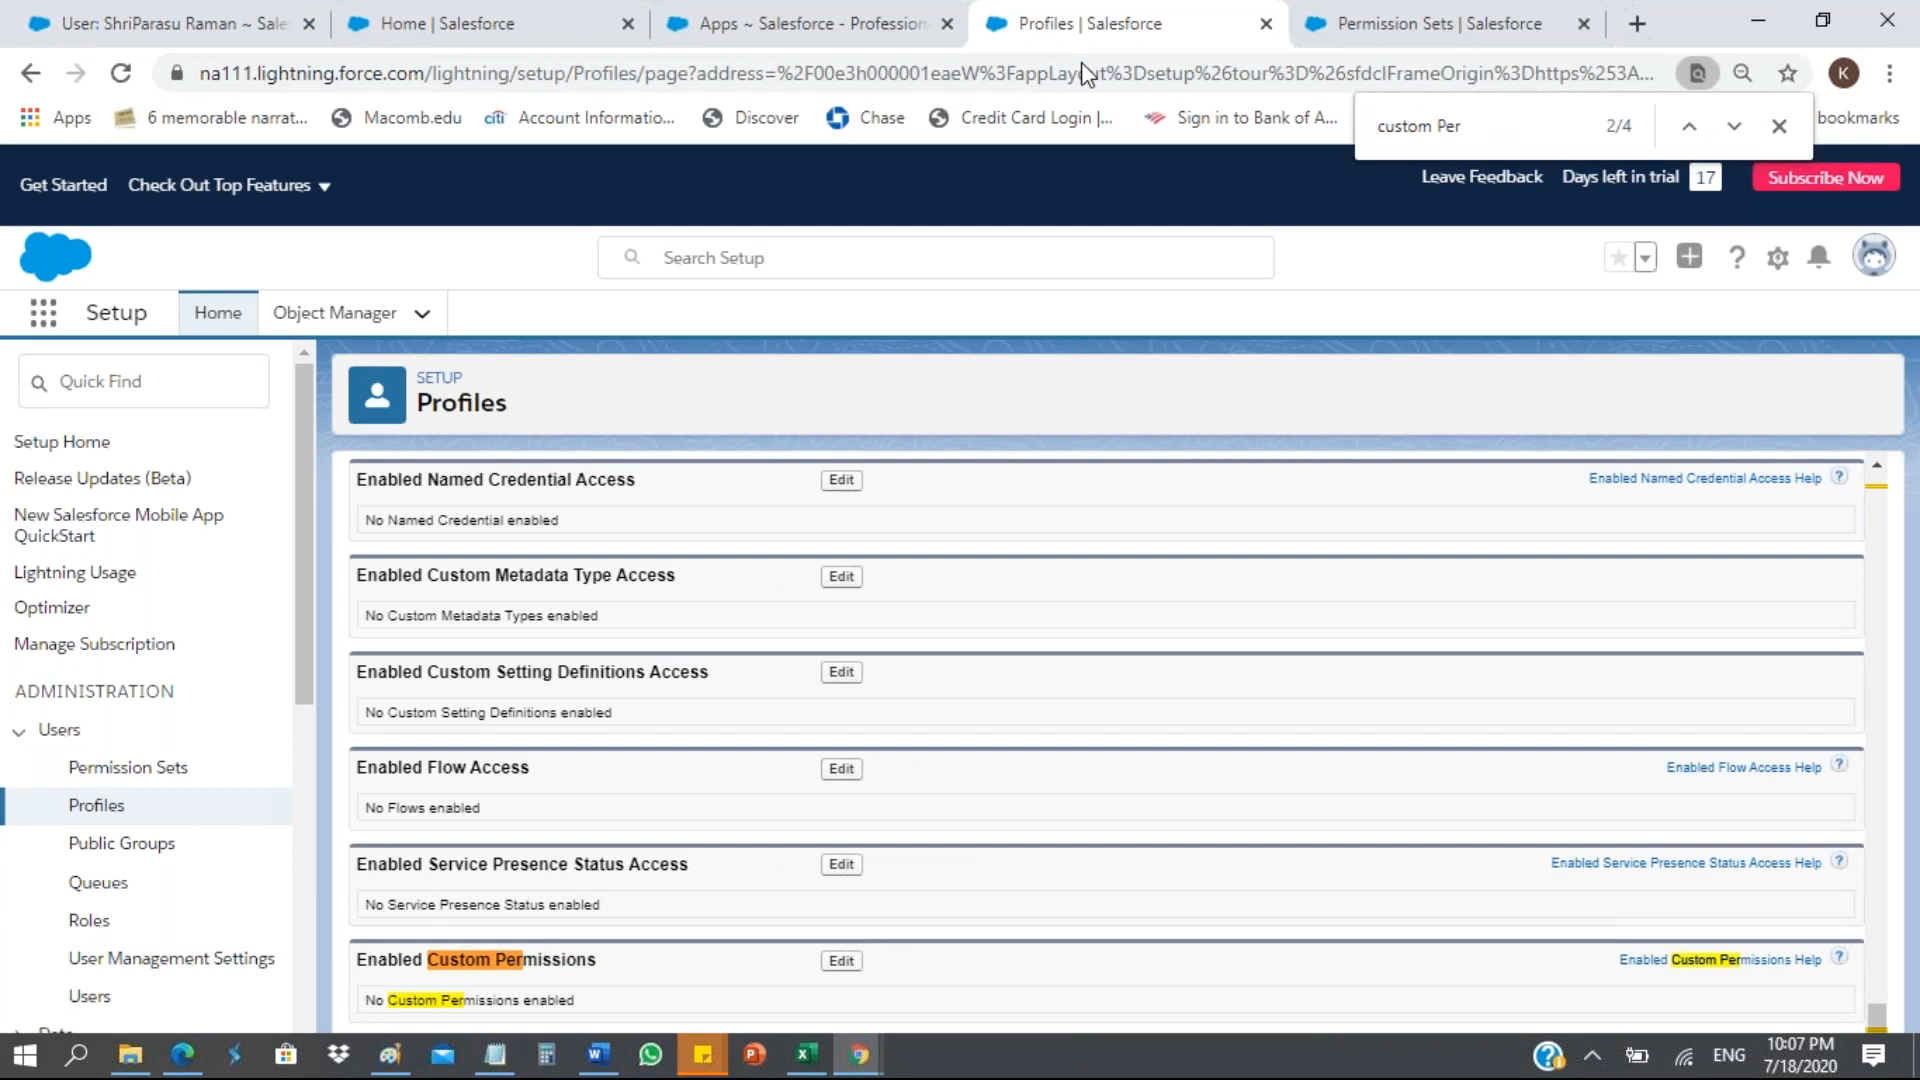 User: ShriParasu Raman ~ Sale
Home | Salesforce
Apps ~ Salesforce - Profession
Profiles | Salesforce
Permission Sets | Salesforce
na111.lightning.force.com/lightning/setup/Profiles/page?address=%2F00e3h000001eaeW%3FappLayout%3Dsetup%26tour%3D%26sfdcIFrameOrigin%3Dhttps%253A...
K
Apps
6 memorable narrat...
Macomb.edu
citi
Account Informatio...
Discover
Chase
Credit Card Login |...
Sign in to Bank of A...
bookmarks
custom Per
2/4
Get Started
Check Out Top Features
Leave Feedback
Days left in trial
17
Subscribe Now
Search Setup
Setup
Home
Object Manager
Quick Find
Setup Home
Release Updates (Beta)
New Salesforce Mobile App
QuickStart
Lightning Usage
Optimizer
Manage Subscription
ADMINISTRATION
Users
Permission Sets
Profiles
Public Groups
Queues
Roles
User Management Settings
Users
SETUP
Profiles
Enabled Named Credential Access
Edit
Enabled Named Credential Access Help
No Named Credential enabled
Enabled Custom Metadata Type Access
Edit
No Custom Metadata Types enabled
Enabled Custom Setting Definitions Access
Edit
No Custom Setting Definitions enabled
Enabled Flow Access
Edit
Enabled Flow Access Help
No Flows enabled
Enabled Service Presence Status Access
Edit
Enabled Service Presence Status Access Help
No Service Presence Status enabled
Enabled Custom Permissions
Edit
Enabled Custom Permissions Help
No Custom Permissions enabled
ENG
10:07 PM
7/18/2020